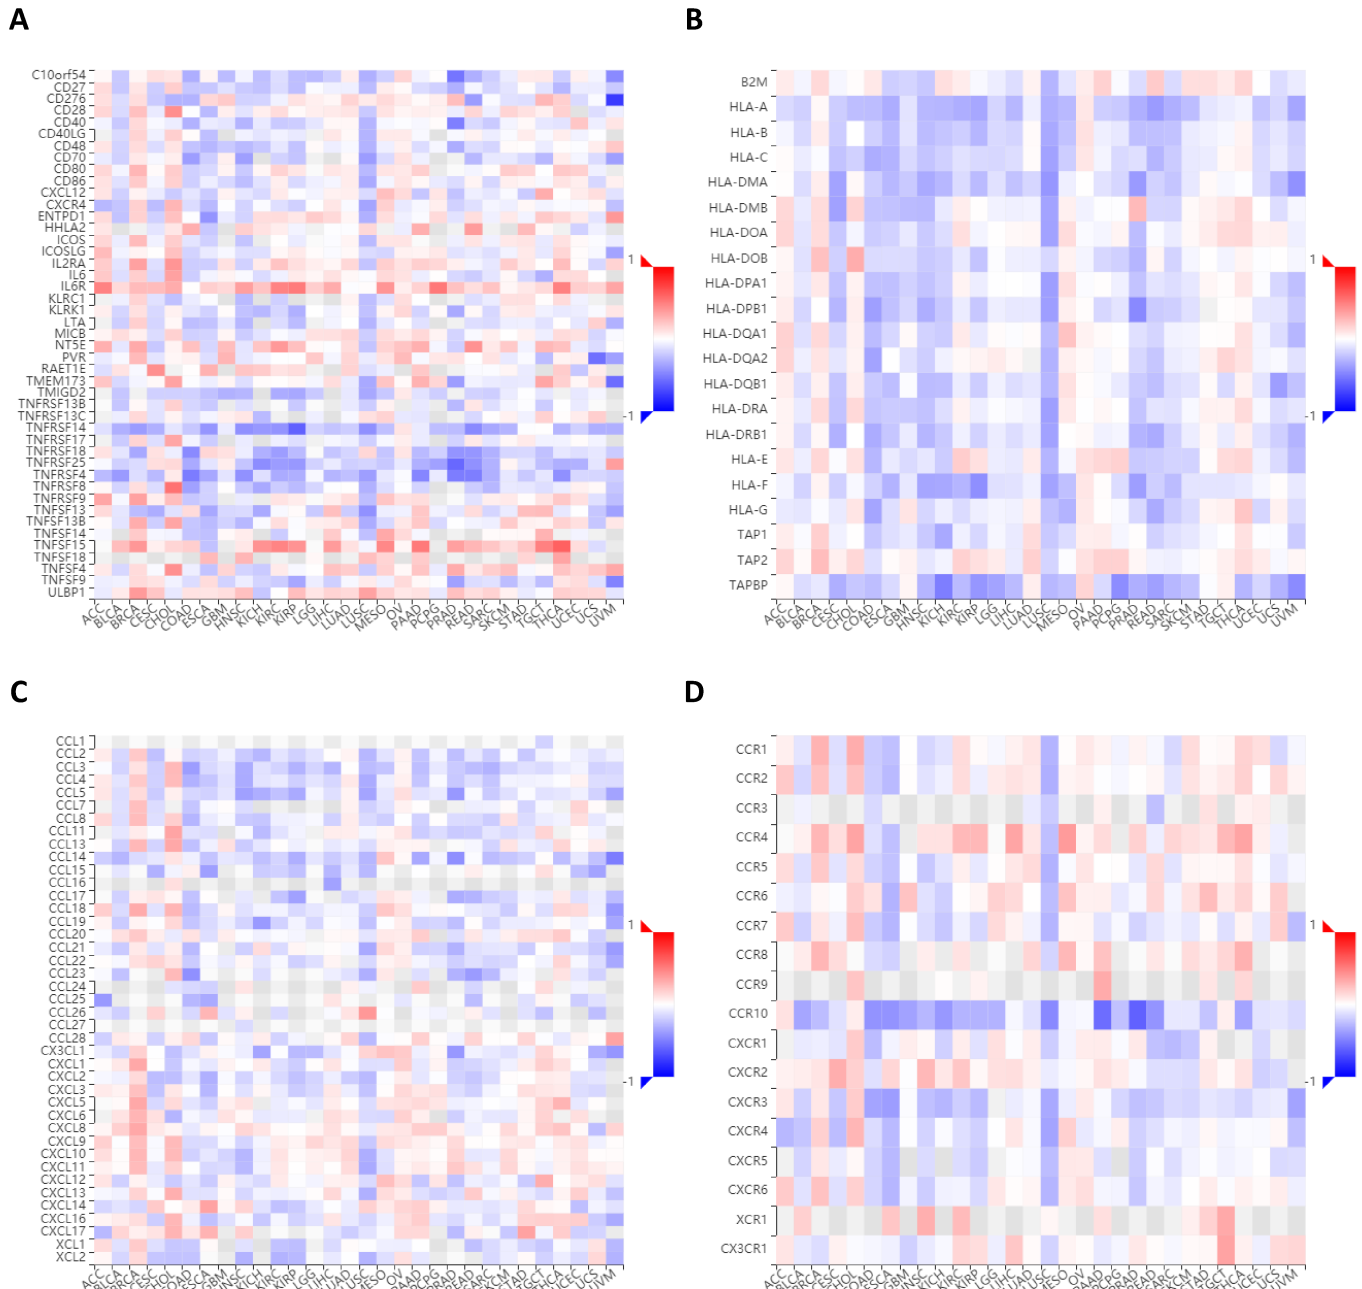 A
B
C10orf54
CD27
CD276
CD28
CD40
CD40LG
CD48
CD70
CD80
CD86
CXCL12
CXCR4
ENTPD1
HHLA2
ICOS
ICOSLG
IL2RA
IL6
IL6R
KLRC1
KLRK1
LTA
MICB
NT5E
PVR
RAET1E
TMEM173
TMIGD2
TNFRSF13B
TNFRSF13C
TNFRSF14
TNFRSF17
TNFRSF18
TNFRSF25
TNFRSF4
TNFRSF8
TNFRSF9
TNFSF13
TNFSF13B
TNFSF14
TNFSF15
TNFSF18
TNFSF4
TNFSF9
ULBP1
ACC BLCA BRCA CESC CHOL COAD ESCA GBM HNSC KICH KIRC KIRP LGG LIHC LUAD LUSC MESO OV PAAD PCPG PRAD READ SARC SKCM STAD TGCT THCA UCEC UCS UVM
1
-1
B2M
HLA-A
HLA-B
HLA-C
HLA-DMA
HLA-DMB
HLA-DOA
HLA-DOB
HLA-DPA1
HLA-DPB1
HLA-DQA1
HLA-DQA2
HLA-DQB1
HLA-DRA
HLA-DRB1
HLA-E
HLA-F
HLA-G
TAP1
TAP2
TAPBP
ACC BLCA BRCA CESC CHOL COAD ESCA GBM HNSC KICH KIRC KIRP LGG LIHC LUAD LUSC MESO OV PAAD PCPG PRAD READ SARC SKCM STAD TGCT THCA UCEC UCS UVM
1
-1
C
D
CCL1
CCL2
CCL3
CCL4
CCL5
CCL7
CCL8
CCL11
CCL13
CCL14
CCL15
CCL16
CCL17
CCL18
CCL19
CCL20
CCL21
CCL22
CCL23
CCL24
CCL25
CCL26
CCL27
CCL28
CX3CL1
CXCL1
CXCL2
CXCL3
CXCL5
CXCL6
CXCL8
CXCL9
CXCL10
CXCL11
CXCL12
CXCL13
CXCL14
CXCL16
CXCL17
XCL1
XCL2
1
-1
CCR1
CCR2
CCR3
CCR4
CCR5
CCR6
CCR7
CCR8
CCR9
CCR10
CXCR1
CXCR2
CXCR3
CXCR4
CXCR5
CXCR6
XCR1
CX3CR1
1
-1